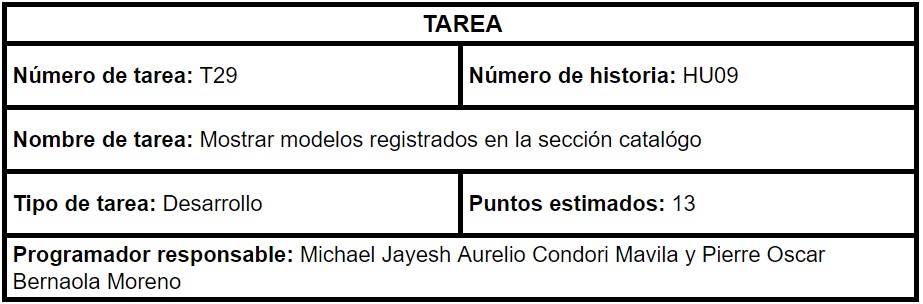 TAREA
Número de tarea: T29
Número de historia: HU09
Nombre de tarea: Mostrar modelos registrados en la sección catalógo
Tipo de tarea: Desarrollo
Puntos estimados: 13
Programador responsable: Michael Jayesh Aurelio Condori Mavila y Pierre Oscar
Bernaola Moreno